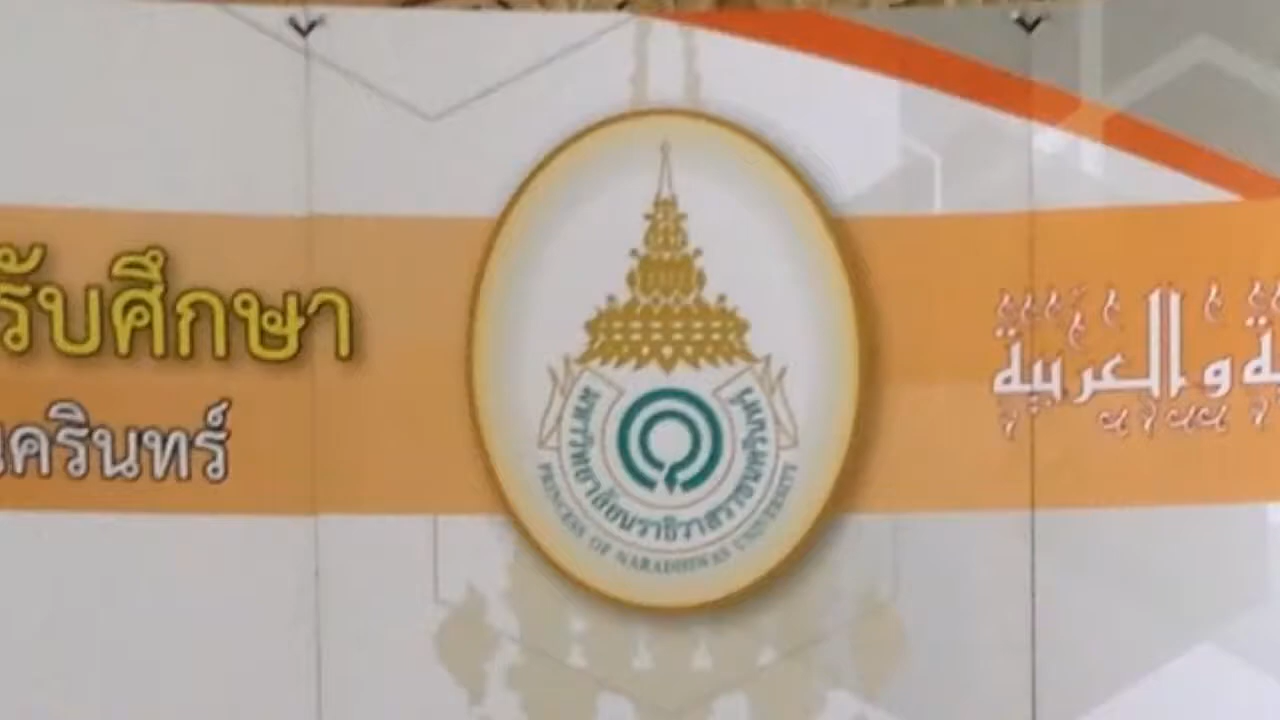 รับศึกษา
นครินทร์
มหาวิทยาลัยนราธิวาสราชนครินทร์
PRINCESS OF NARADHIWAS UNIVERSITY
ية والعربية